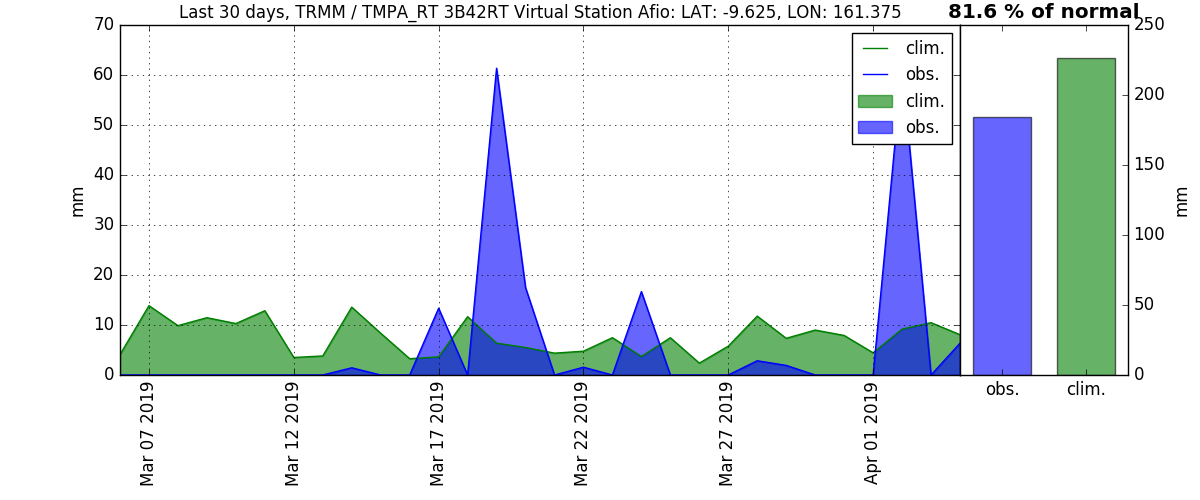 Last 30 days, TRMM / TMPA_RT 3B42RT Virtual Station Afio: LAT: -9.625, LON: 161.375
81.6 % of normal
70
60
50
40
30
20
10
0
mm
clim.
obs.
clim.
obs.
Mar 07 2019
Mar 12 2019
Mar 17 2019
Mar 22 2019
Mar 27 2019
Apr 01 2019
250
200
150
100
50
0
mm
obs.
clim.